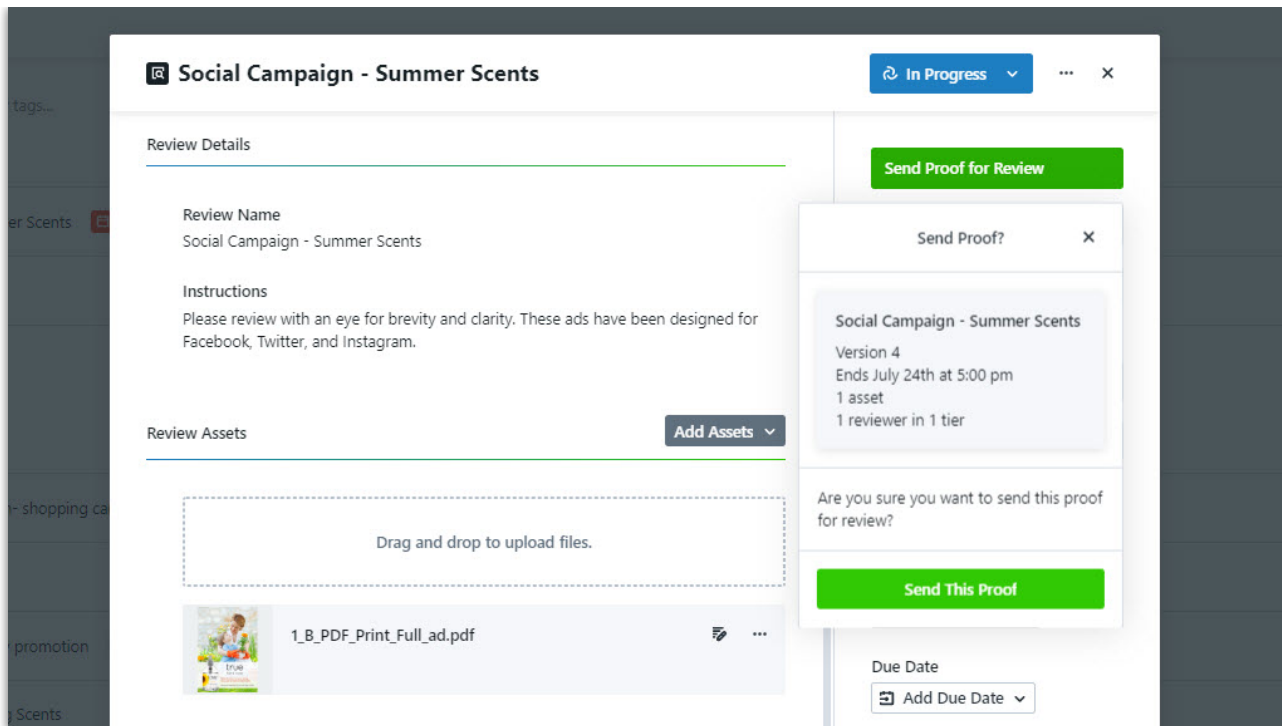 Social Campaign - Summer Scents
In Progress
tags...
Review Details
Send Proof for Review
er Scents
Review Name
Social Campaign - Summer Scents
Send Proof?
Instructions
Please review with an eye for brevity and clarity. These ads have been designed for
Facebook, Twitter, and Instagram.
Social Campaign - Summer Scents
Version 4
Ends July 24th at 5:00 pm
1 asset
1 reviewer in 1 tier
Review Assets
Add Assets
- shopping ca
Are you sure you want to send this proof
for review?
Drag and drop to upload files.
Send This Proof
1_B_PDF_Print_Full_ad.pdf
true
promotion
Due Date
Add Due Date
Scents